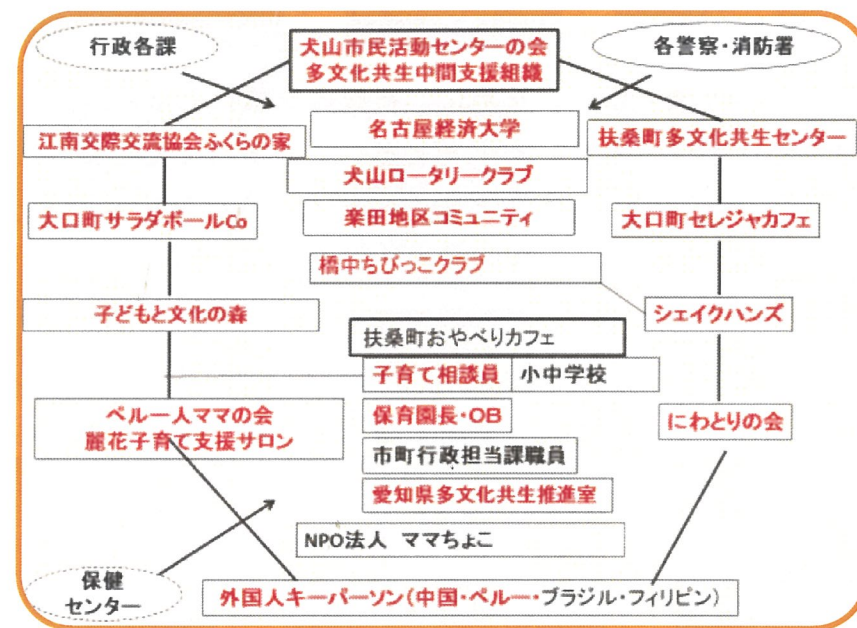 行政各課
犬山市民活動センターの会
多文化共生中間支援組織
各警察・消防署
江南交際交流協会ふくらの家
名古屋経済大学
扶桑町多文化共生センター
犬山ロータリークラブ
大口町サラダボールCo
楽田地区コミュニティ
大口町セレジャカフェ
橋中ちびっこクラブ
子どもと文化の森
シェイクハンズ
扶桑町おやべりカフェ
子育て相談員
小中学校
ペルー人ママの会
麗花子育て支援サロン
保育園長・OB
にわとりの会
市町行政担当課職員
愛知県多文化共生推進室
NPO法人 ママちょこ
保健
センター
外国人キーパーソン(中国・ペルー・ブラジル・フィリピン)